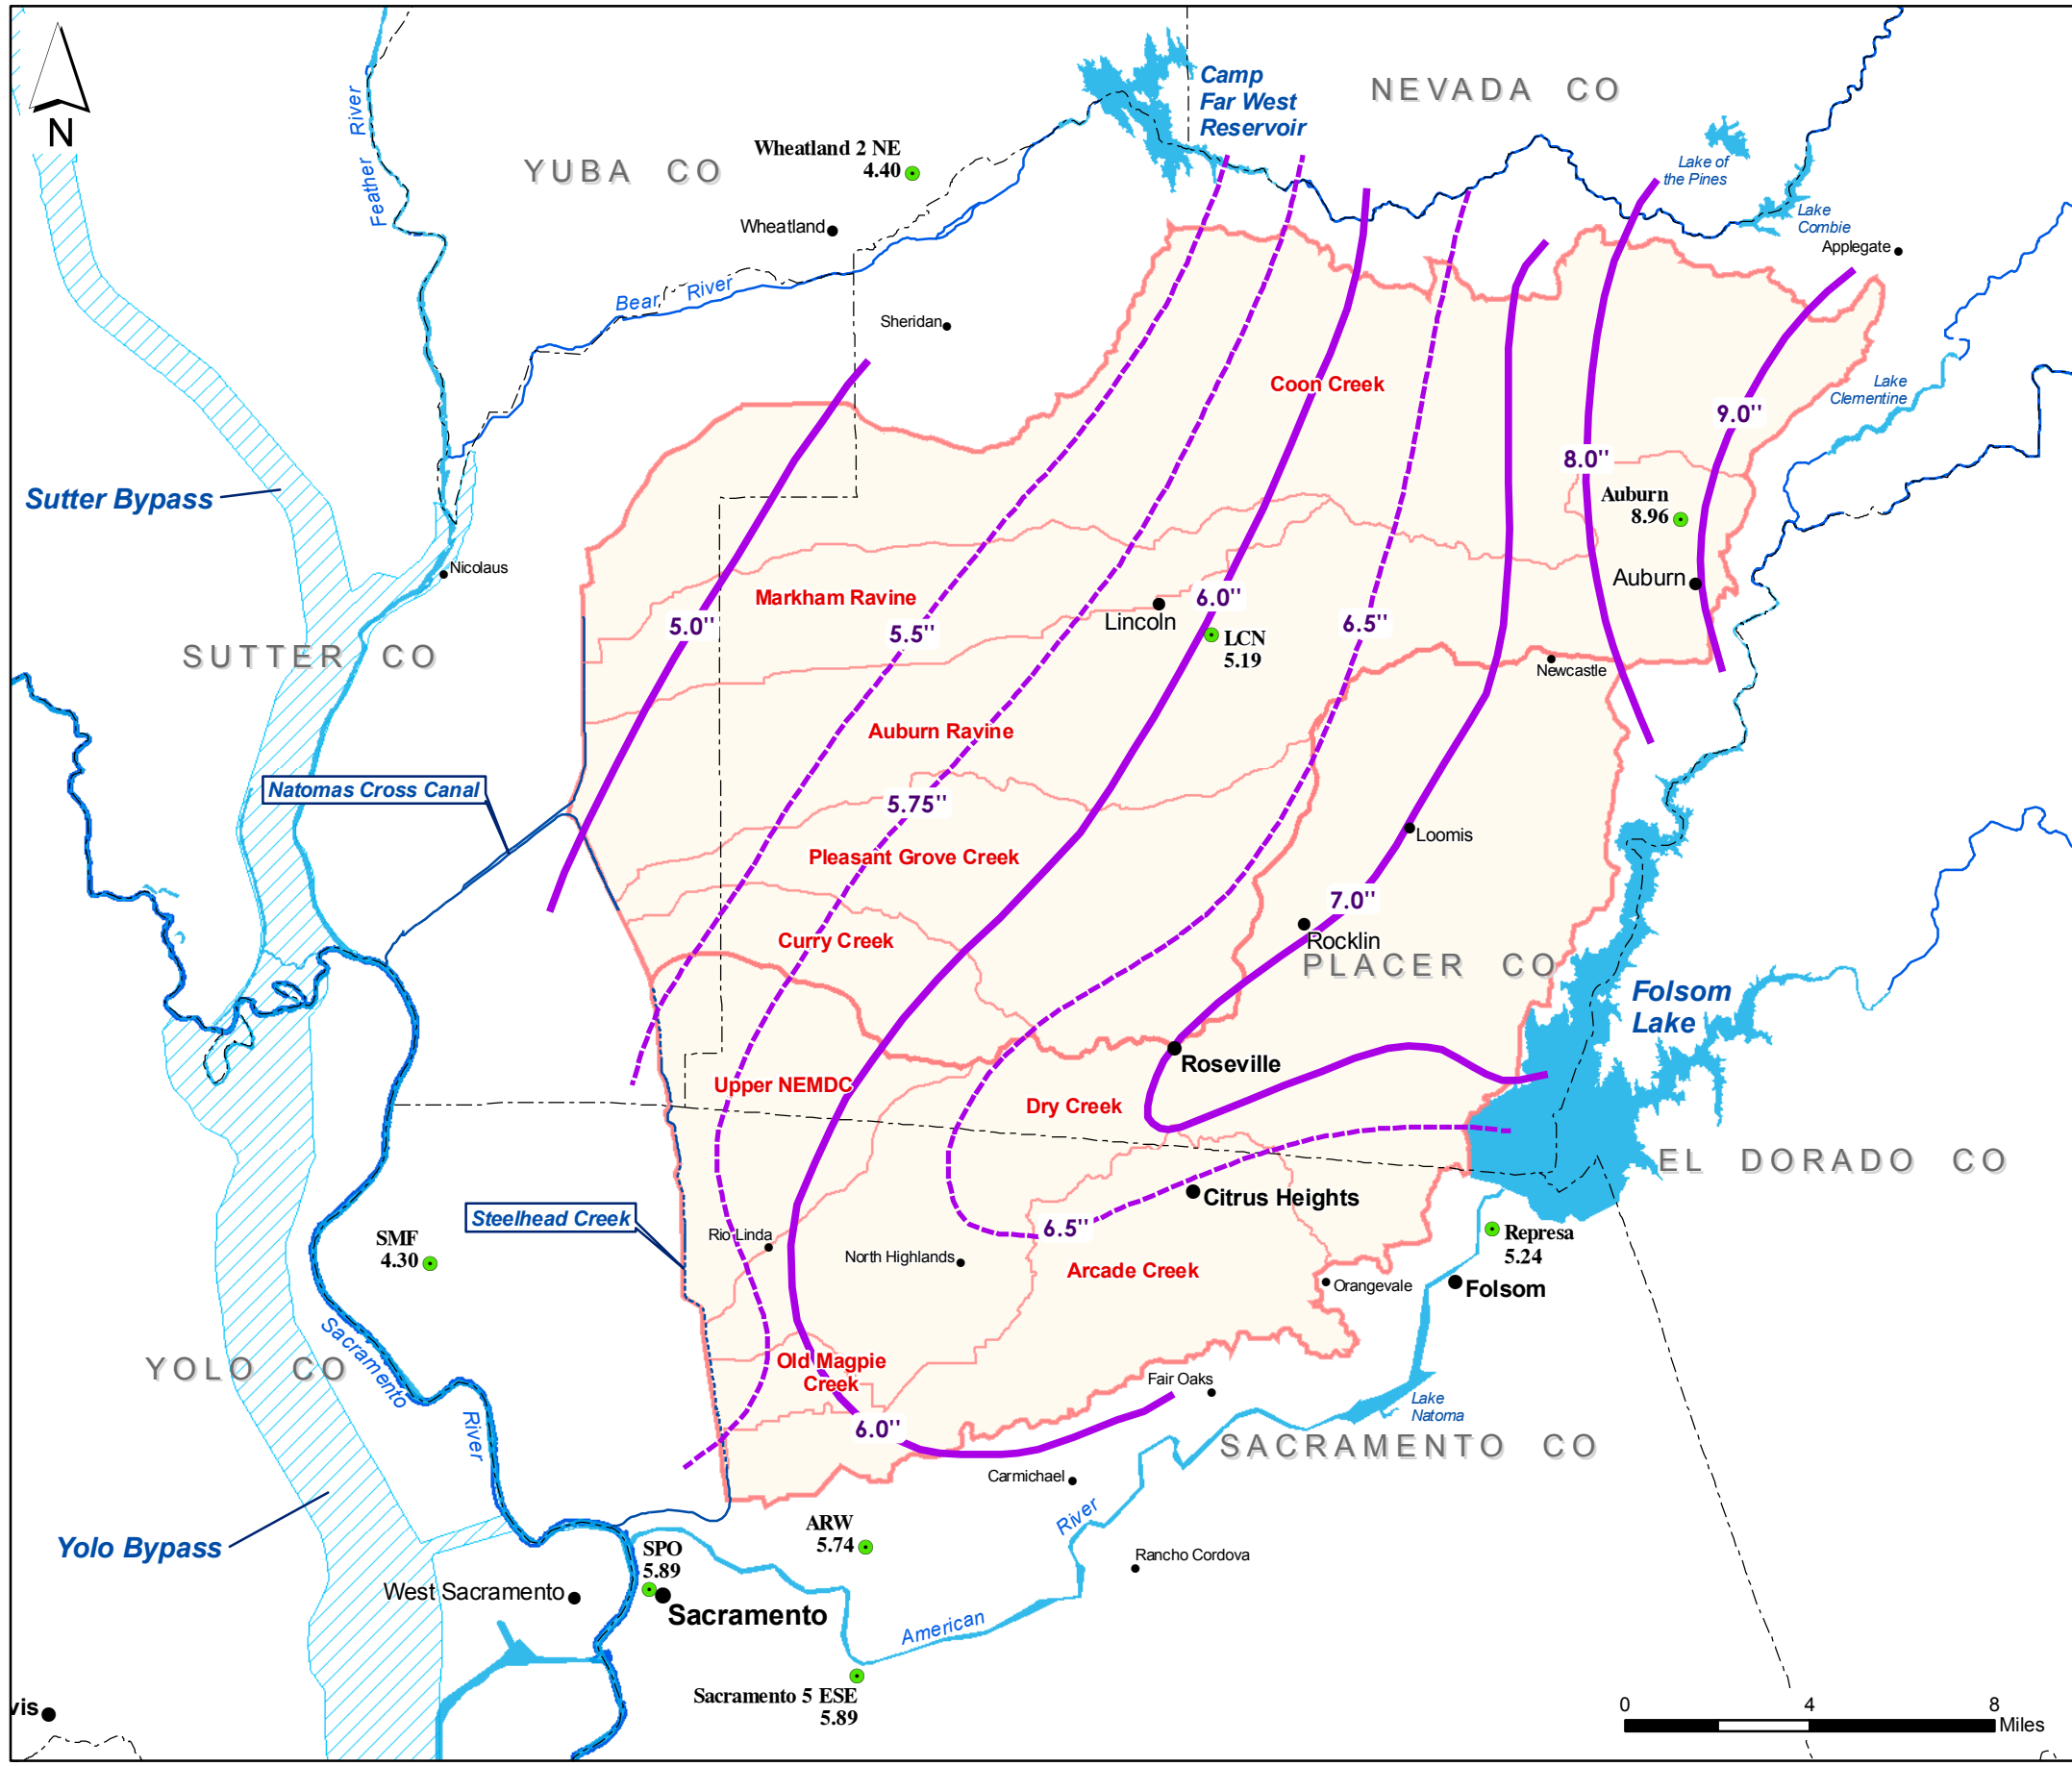 N
Feather River
YUBA CO
Wheatland 2 NE
4.40
Wheatland
Bear River
Sheridan
Camp
Far West
Reservoir
NEVADA CO
Lake of
the Pines
Lake
Combie
Applegate
Lake
Clementine
Coon Creek
9.0"
8.0"
Auburn
8.96
Auburn
Sutter Bypass
Nicolaus
SUTTER CO
Markham Ravine
5.0"
5.5"
Lincoln
6.0"
LCN
5.19
6.5"
Newcastle
Auburn Ravine
Natomas Cross Canal
5.75"
Pleasant Grove Creek
Loomis
7.0"
Rocklin
PLACER CO
Curry Creek
Folsom
Lake
Roseville
Upper NEMDC
Dry Creek
EL DORADO CO
Citrus Heights
Steelhead Creek
Rio Linda
6.5"
North Highlands
Arcade Creek
Orangevale
Represa
5.24
Folsom
SMF
4.30
Sacramento River
YOLO CO
Old Magpie
Creek
6.0"
Fair Oaks
Lake
Natoma
SACRAMENTO CO
Carmichael
River
Rancho Cordova
ARW
5.74
Yolo Bypass
SPO
5.89
West Sacramento
Sacramento
American
Sacramento 5 ESE
5.89
vis
0 4 8
Miles